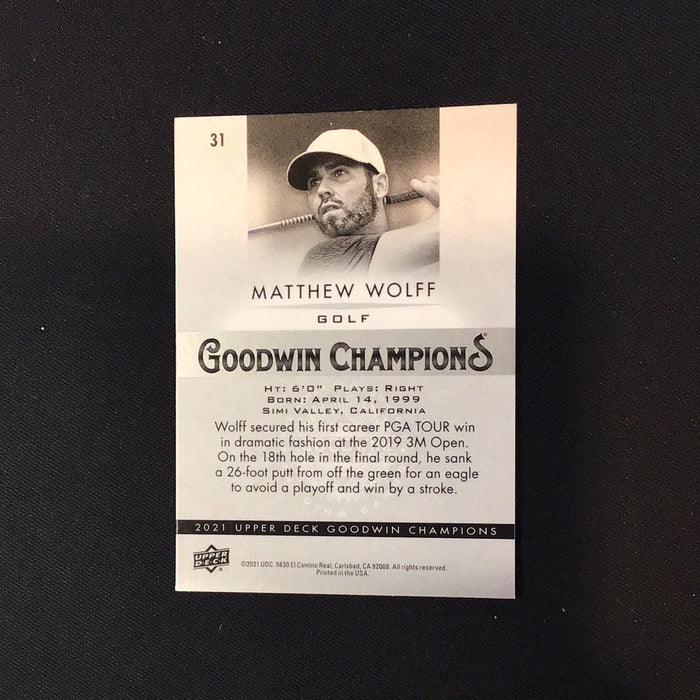 31
MATTHEW WOLFF
GOLF
GOODWIN CHAMPIONS®
HT: 6'0" PLAYS: RIGHT
BORN: APRIL 14, 1999
SIMI VALLEY, CALIFORNIA
Wolff secured his first career PGA TOUR win
in dramatic fashion at the 2019 3M Open.
On the 18th hole in the final round, he sank
a 26-foot putt from off the green for an eagle
to avoid a playoff and win by a stroke.
2021 UPPER DECK GOODWIN CHAMPIONS
UPPER DECK®
©2021 UDC. 5830 El Camino Real, Carlsbad, CA 92008. All rights reserved.
Printed in the USA.